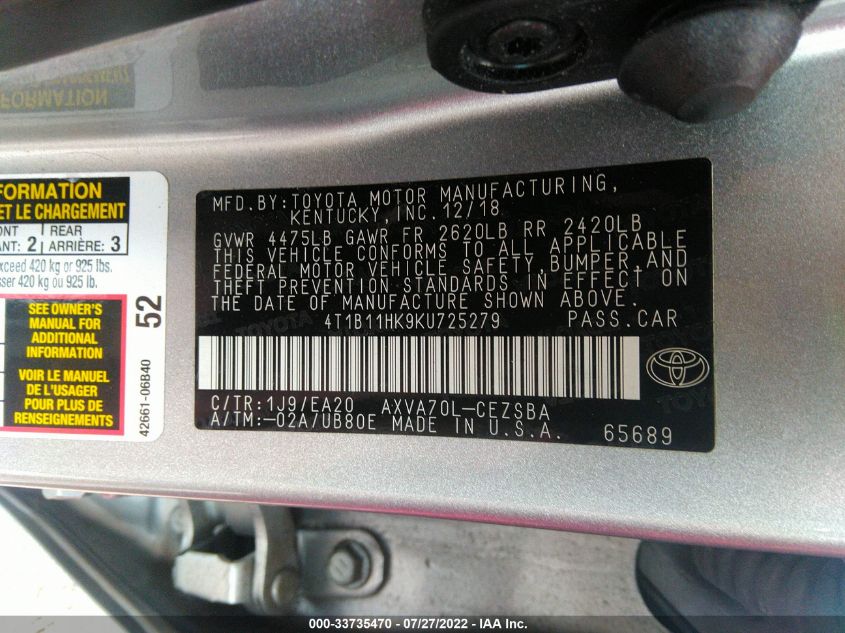 FORMATION
FORMATION
ET LE CHARGEMENT
ONT REAR
ANT: 2 ARRIÈRE: 3
exceed 420 kg or 925 lbs.
sser 420 kg ou 925 lb.
SEE OWNER'S
MANUAL FOR
ADDITIONAL
INFORMATION
VOIR LE MANUEL
DE L'USAGER
POUR PLUS DE
RENSEIGNEMENTS
52
42661-06B40
MFD.BY:TOYOTA MOTOR MANUFACTURING,
KENTUCKY,INC.12/18
GVWR 4475LB GAWR FR 2620LB RR 2420LB
THIS VEHICLE CONFORMS TO ALL APPLICABLE
FEDERAL MOTOR VEHICLE SAFETY,BUMPER,AND
THEFT PREVENTION STANDARDS IN EFFECT ON
THE DATE OF MANUFACTURE SHOWN ABOVE.
4T1B11HK9KU725279 PASS.CAR
C/TR:1J9/EA20 AXVA70L-CEZSBA
A/TM:-02A/UB80E MADE IN U.S.A. 65689
000-33735470 - 07/27/2022 - IAA Inc.